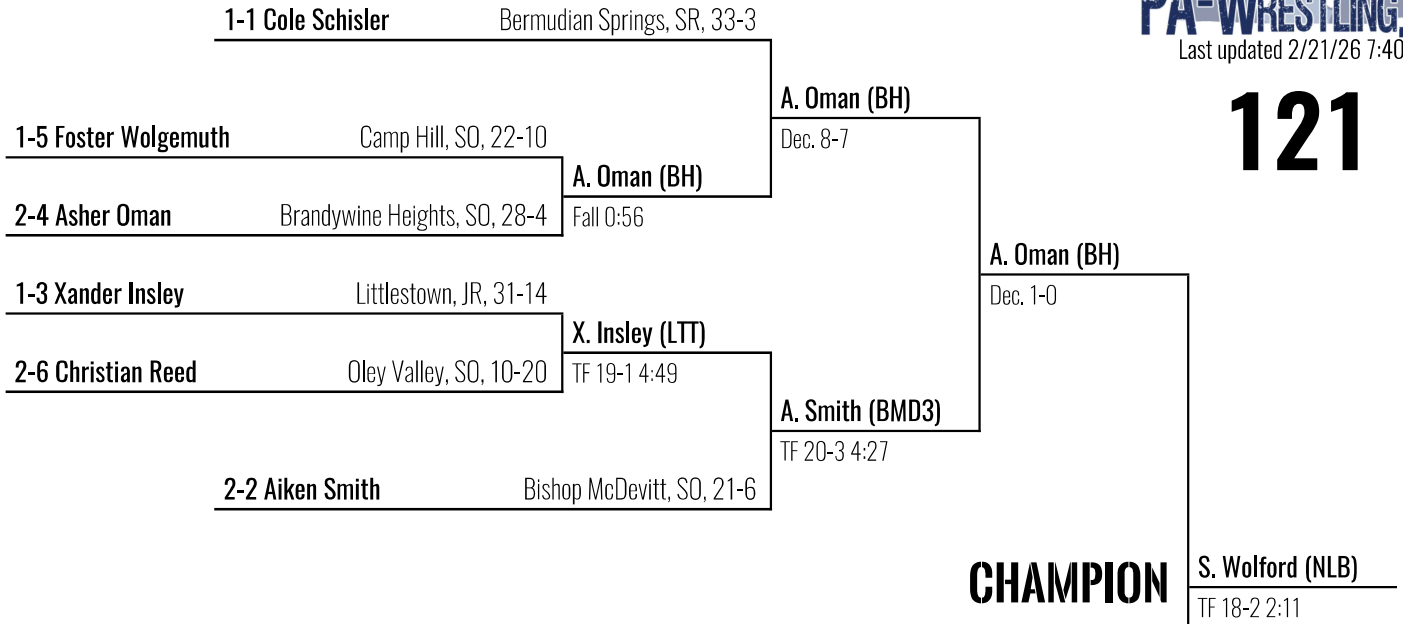 1-1 Cole Schisler Bermudian Springs, SR, 33-3
PA-WRESTLING.
Last updated 2/21/26 7:40
121
A. Oman (BH)
Dec. 8-7
1-5 Foster Wolgemuth Camp Hill, SO, 22-10
A. Oman (BH)
Fall 0:56
2-4 Asher Oman Brandywine Heights, SO, 28-4
A. Oman (BH)
Dec. 1-0
1-3 Xander Insley Littlestown, JR, 31-14
X. Insley (LTT)
TF 19-1 4:49
2-6 Christian Reed Oley Valley, SO, 10-20
A. Smith (BMD3)
TF 20-3 4:27
2-2 Aiken Smith Bishop McDevitt, SO, 21-6
CHAMPION
S. Wolford (NLB)
TF 18-2 2:11